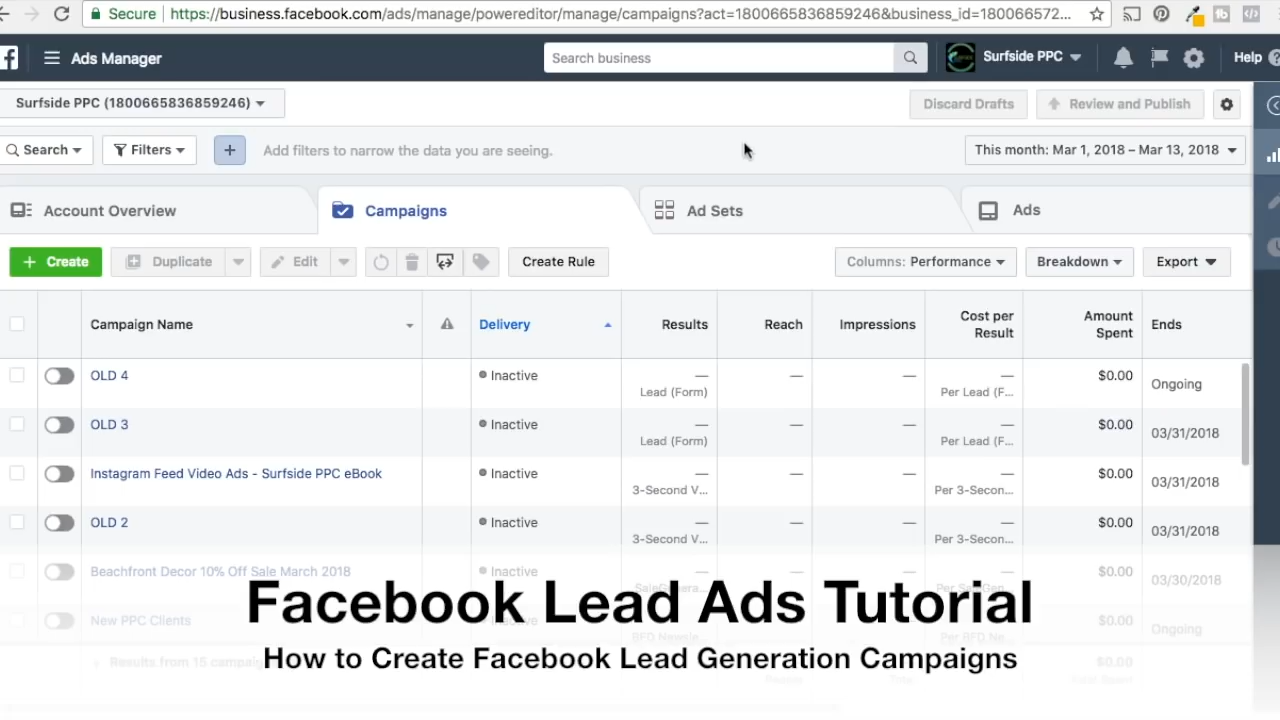 Secure https://business.facebook.com/ads/manage/powereditor/manage/campaigns?act=1800665836859246&business_id=180066572...
Ads Manager Search business Surfside PPC Help
Surfside PPC (1800665836859246) Discard Drafts Review and Publish
Search Filters + Add filters to narrow the data you are seeing. This month: Mar 1, 2018 – Mar 13, 2018
Account Overview Campaigns Ad Sets Ads
+ Create Duplicate Edit Create Rule Columns: Performance Breakdown Export
Campaign Name Delivery Results Reach Impressions Cost per Result Amount Spent Ends
OLD 4 Inactive — — — — $0.00 Ongoing
Lead (Form) Per Lead (F...
OLD 3 Inactive — — — — $0.00 03/31/2018
Lead (Form) Per Lead (F...
Instagram Feed Video Ads - Surfside PPC eBook Inactive — — — — $0.00 03/31/2018
3-Second V... Per 3-Secon...
OLD 2 Inactive — — — — $0.00 03/31/2018
3-Second V... Per 3-Secon...
Beachfront Decor 10% Off Sale March 2018 Inactive — — — — $0.00 03/30/2018
New PPC Clients $0.00 Ongoing
Facebook Lead Ads Tutorial
How to Create Facebook Lead Generation Campaigns
Results from 15 $0.00